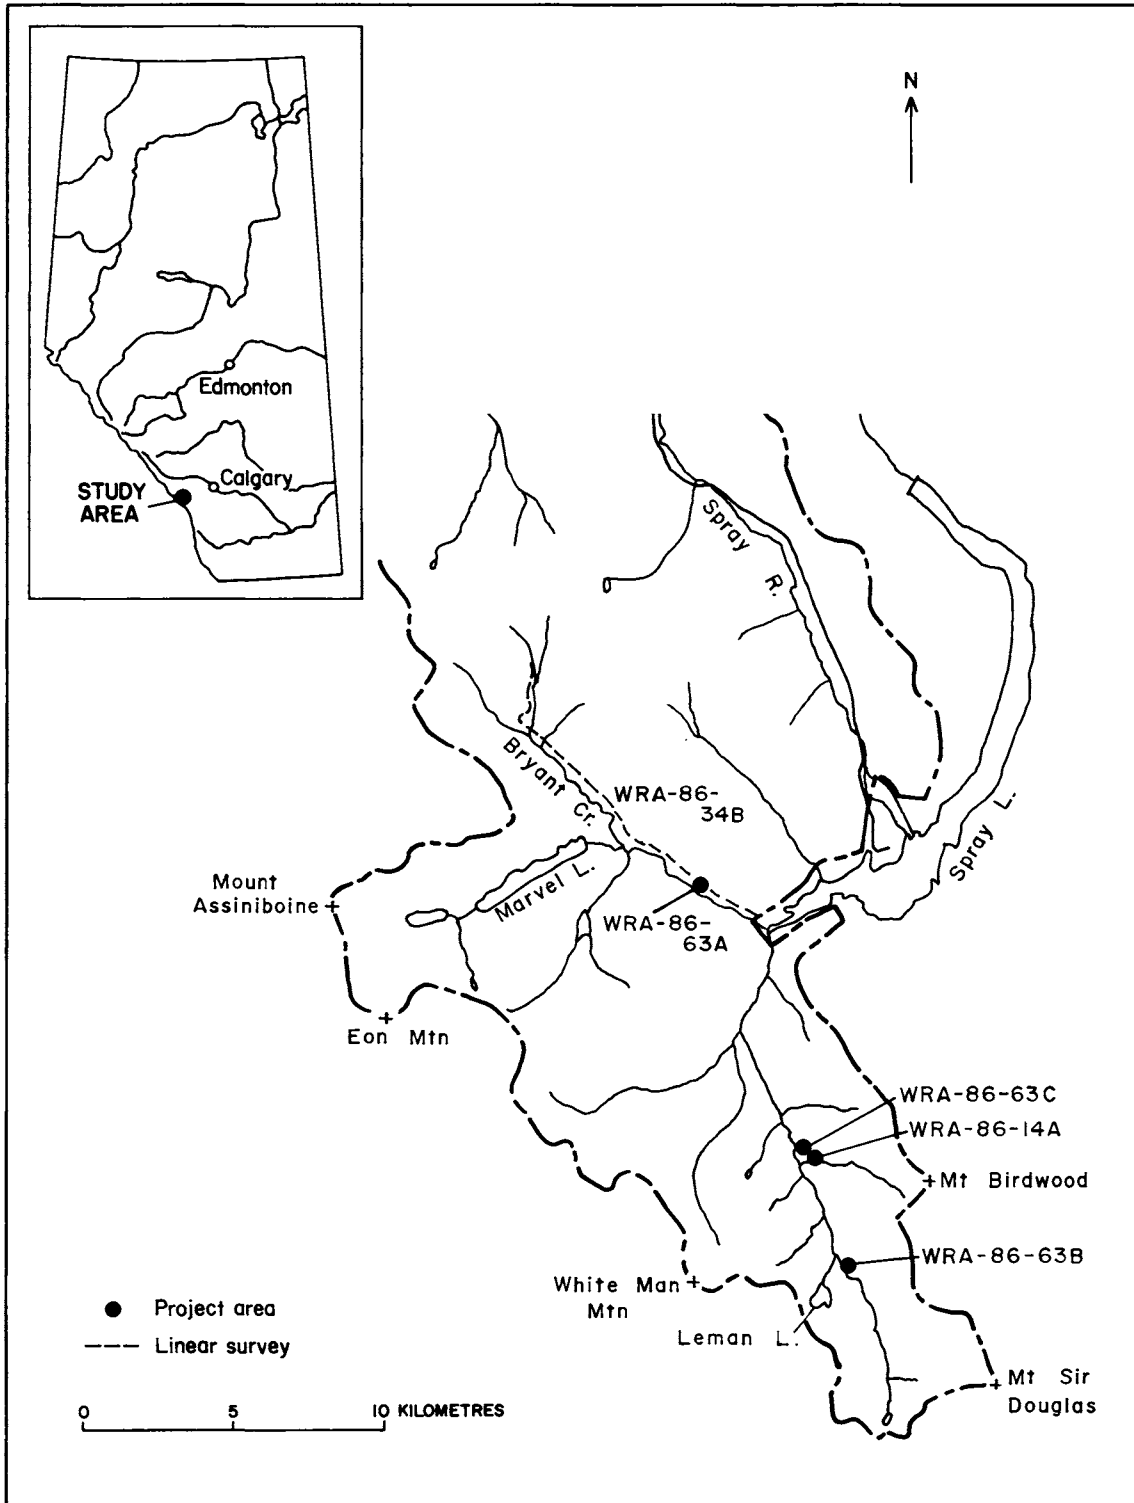 N
Edmonton
Calgary
STUDY
AREA
Spray R.
Bryant Cr.
WRA-86-
34B
Spray L.
Mount
Assiniboine
Marvel L.
WRA-86-
63A
Eon Mtn
WRA-86-63C
WRA-86-14A
Mt Birdwood
WRA-86-63B
White Man
Mtn
Leman L.
Mt Sir
Douglas
Project area
Linear survey
0 5 10 KILOMETRES